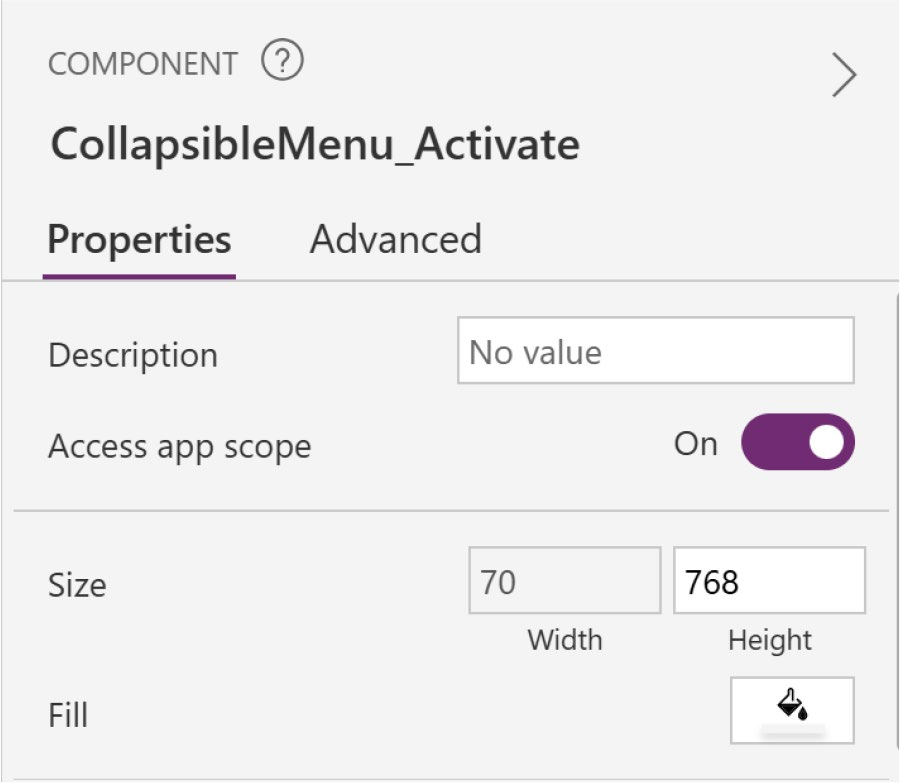 COMPONENT ?
CollapsibleMenu_Activate
Properties Advanced
Description No value
Access app scope On
Size 70 768
Width Height
Fill